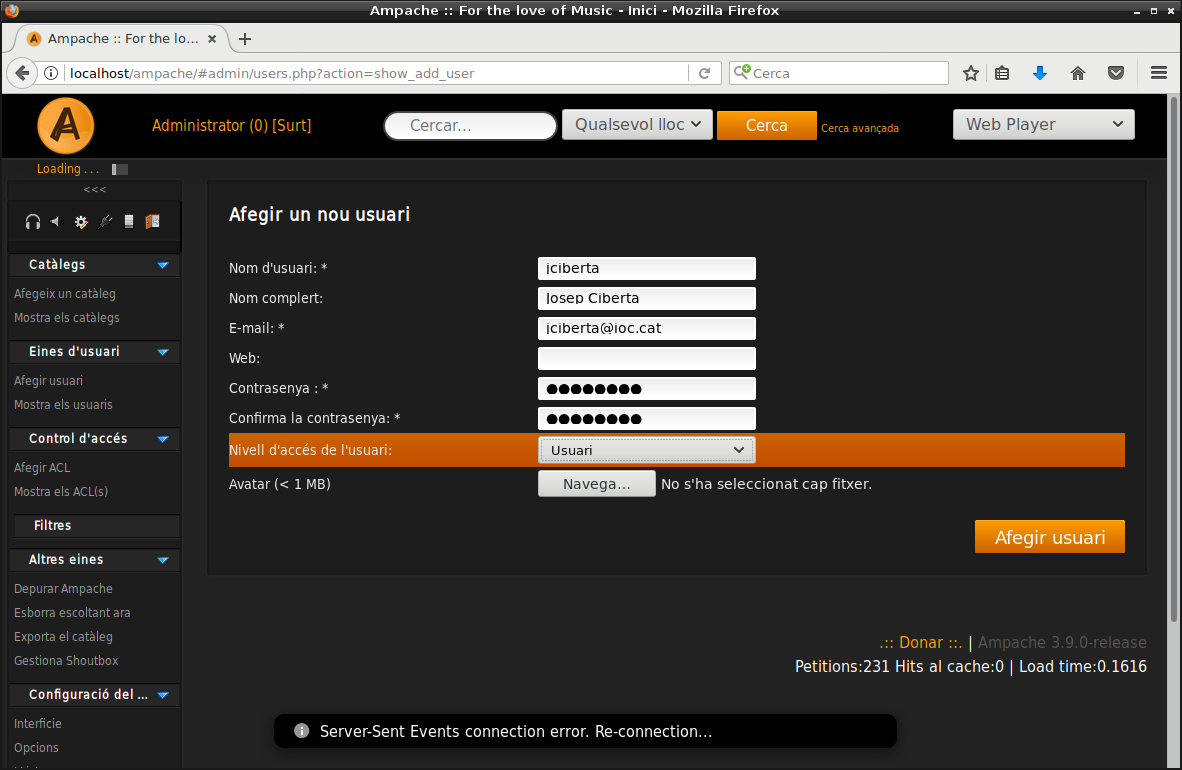 Ampache :: For the love of Music - Inici - Mozilla Firefox
Ampache :: For the lo...
localhost/ampache/#admin/users.php?action=show_add_user
Cerca
Administrator (0) [Surt]
Cercar...
Qualsevol lloc
Cerca
Cerca avançada
Web Player
Loading . . .
<<<
Catàlegs
Afegeix un catàleg
Mostra els catàlegs
Eines d'usuari
Afegir usuari
Mostra els usuaris
Control d'accés
Afegir ACL
Mostra els ACL(s)
Filtres
Altres eines
Depurar Ampache
Esborra escoltant ara
Exporta el catàleg
Gestiona Shoutbox
Configuració del ...
Interfície
Opcions
Afegir un nou usuari
Nom d'usuari: * jciberta
Nom complert: Josep Ciberta
E-mail: * jciberta@ioc.cat
Web:
Contrasenya : * ●●●●●●●●
Confirma la contrasenya: * ●●●●●●●●
Nivell d'accés de l'usuari: Usuari
Avatar (< 1 MB) Navega... No s'ha seleccionat cap fitxer.
Afegir usuari
.:: Donar ::. | Ampache 3.9.0-release
Petitions:231 Hits al cache:0 | Load time:0.1616
Server-Sent Events connection error. Re-connection...